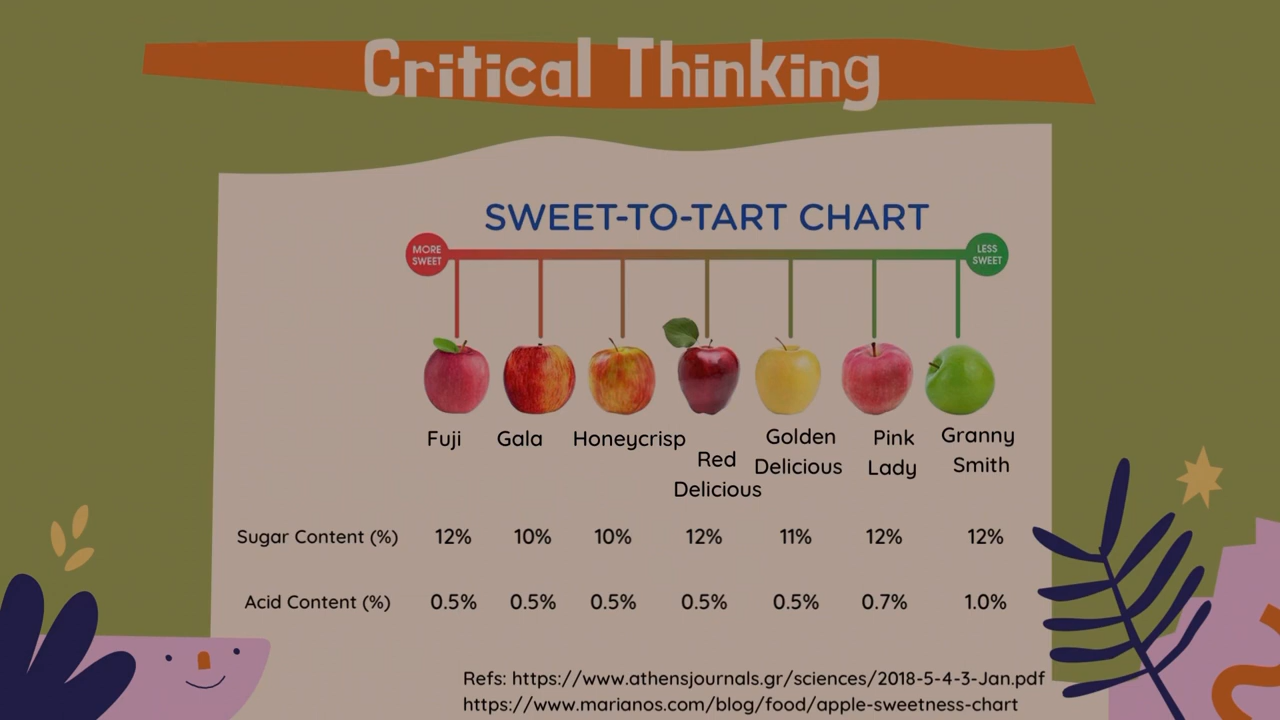 Critical Thinking
SWEET-TO-TART CHART
MORE
SWEET
LESS
SWEET
Fuji
Gala
Honeycrisp
Red
Delicious
Golden
Delicious
Pink
Lady
Granny
Smith
Sugar Content (%) 12% 10% 10% 12% 11% 12% 12%
Acid Content (%) 0.5% 0.5% 0.5% 0.5% 0.5% 0.7% 1.0%
Refs: https://www.athensjournals.gr/sciences/2018-5-4-3-Jan.pdf
https://www.marianos.com/blog/food/apple-sweetness-chart